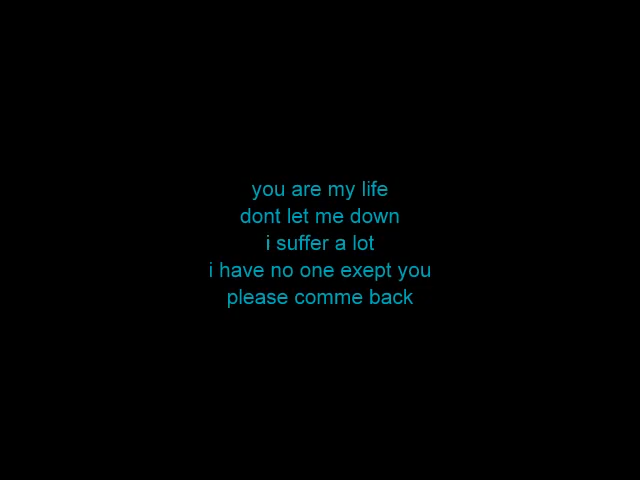 you are my life
dont let me down
i suffer a lot
i have no one exept you
please comme back